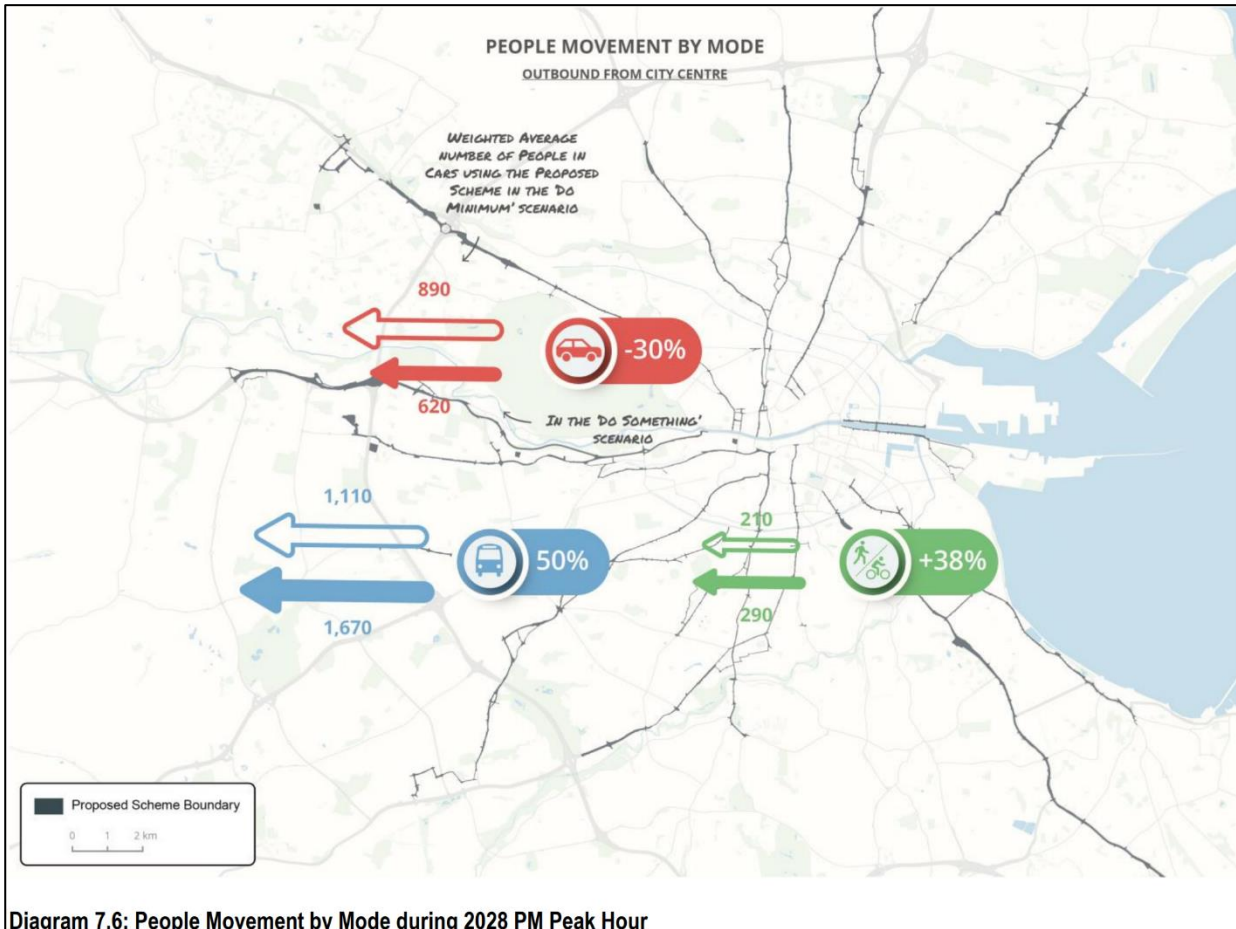 PEOPLE MOVEMENT BY MODE
OUTBOUND FROM CITY CENTRE
WEIGHTED AVERAGE
NUMBER OF PEOPLE IN
CARS USING THE PROPOSED
SCHEME IN THE 'DO
MINIMUM' SCENARIO
890
-30%
620
IN THE 'DO SOMETHING'
SCENARIO
1,110
50%
1,670
210
+38%
290
Proposed Scheme Boundary
0 1 2 km
Diagram 7.6: People Movement by Mode during 2028 PM Peak Hour